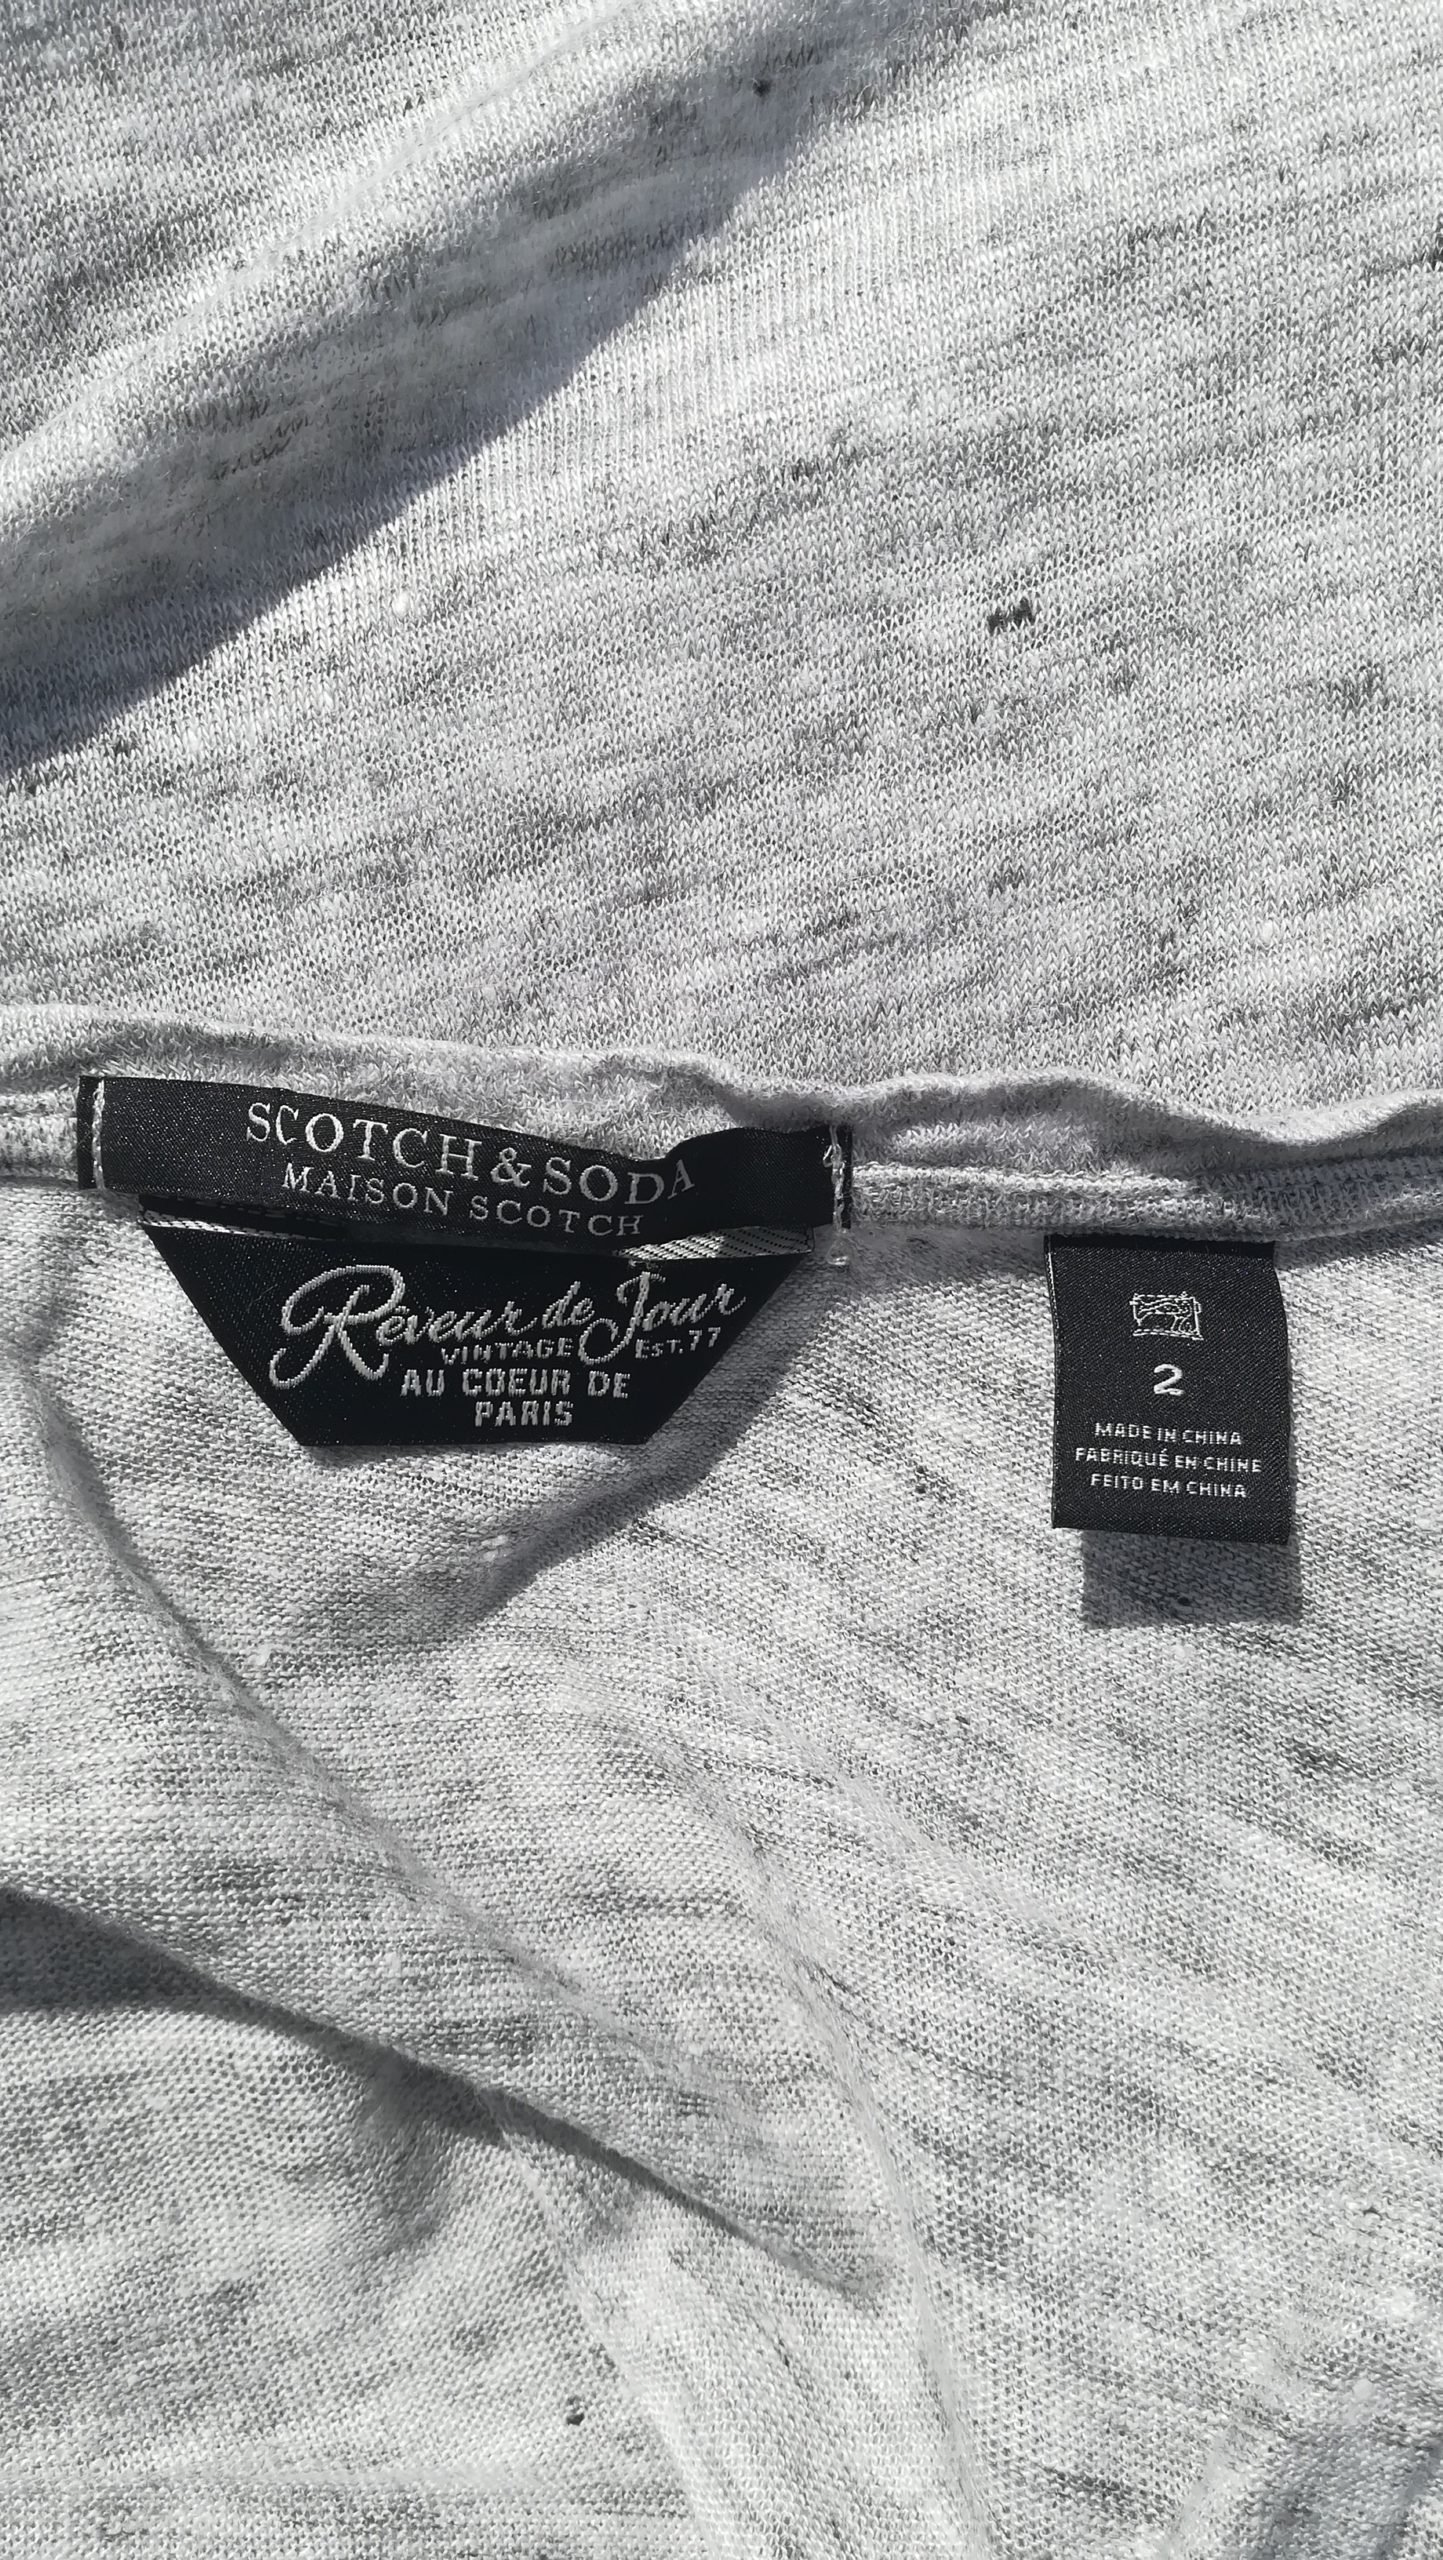 SCOTCH & SODA
MAISON SCOTCH
Rêveur de Jour
VINTAGE EST. 77
AU COEUR DE
PARIS
2
MADE IN CHINA
FABRIQUÉ EN CHINE
FEITO EM CHINA